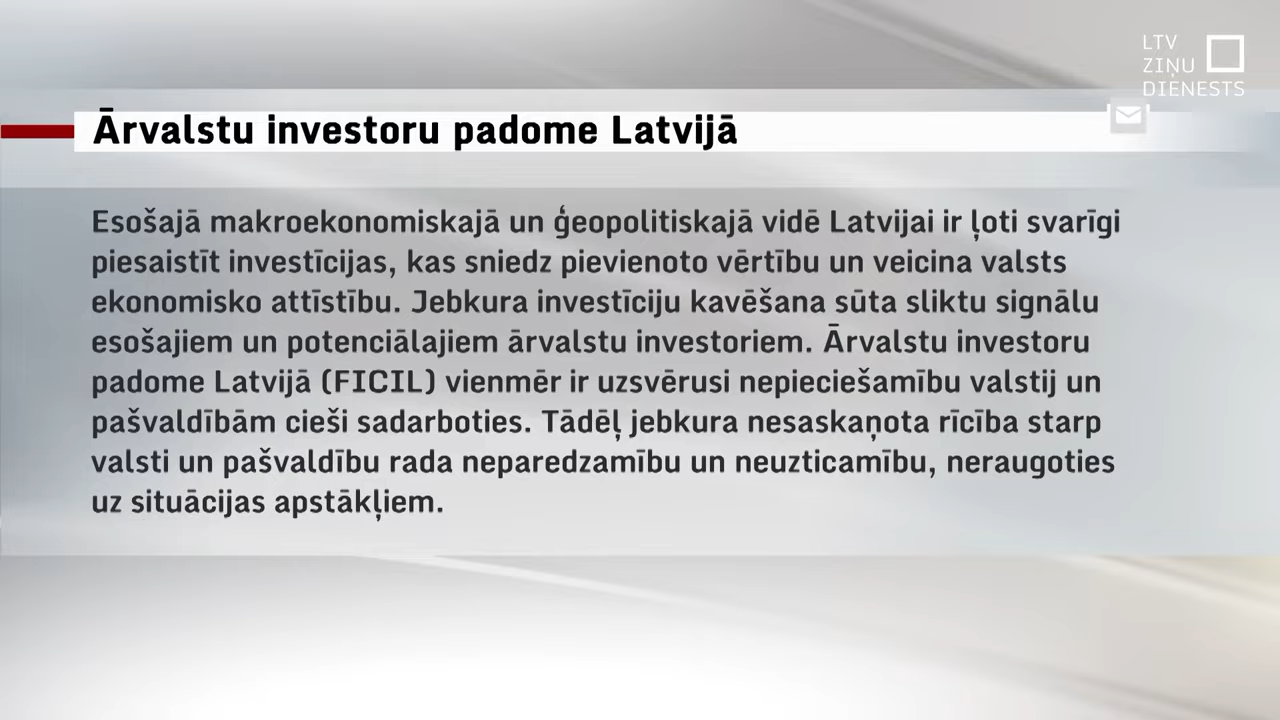 LTV
ZIŅU
DIENESTS
Ārvalstu investoru padome Latvijā
Esošajā makroekonomiskajā un ģeopolitiskajā vidē Latvijai ir ļoti svarīgi
piesaistīt investīcijas, kas sniedz pievienoto vērtību un veicina valsts
ekonomisko attīstību. Jebkura investīciju kavēšana sūta sliktu signālu
esošajiem un potenciālajiem ārvalstu investoriem. Ārvalstu investoru
padome Latvijā (FICIL) vienmēr ir uzsvērusi nepieciešamību valstij un
pašvaldībām cieši sadarboties. Tādēļ jebkura nesaskaņota rīcība starp
valsti un pašvaldību rada neparedzamību un neuzticamību, neraugoties
uz situācijas apstākļiem.